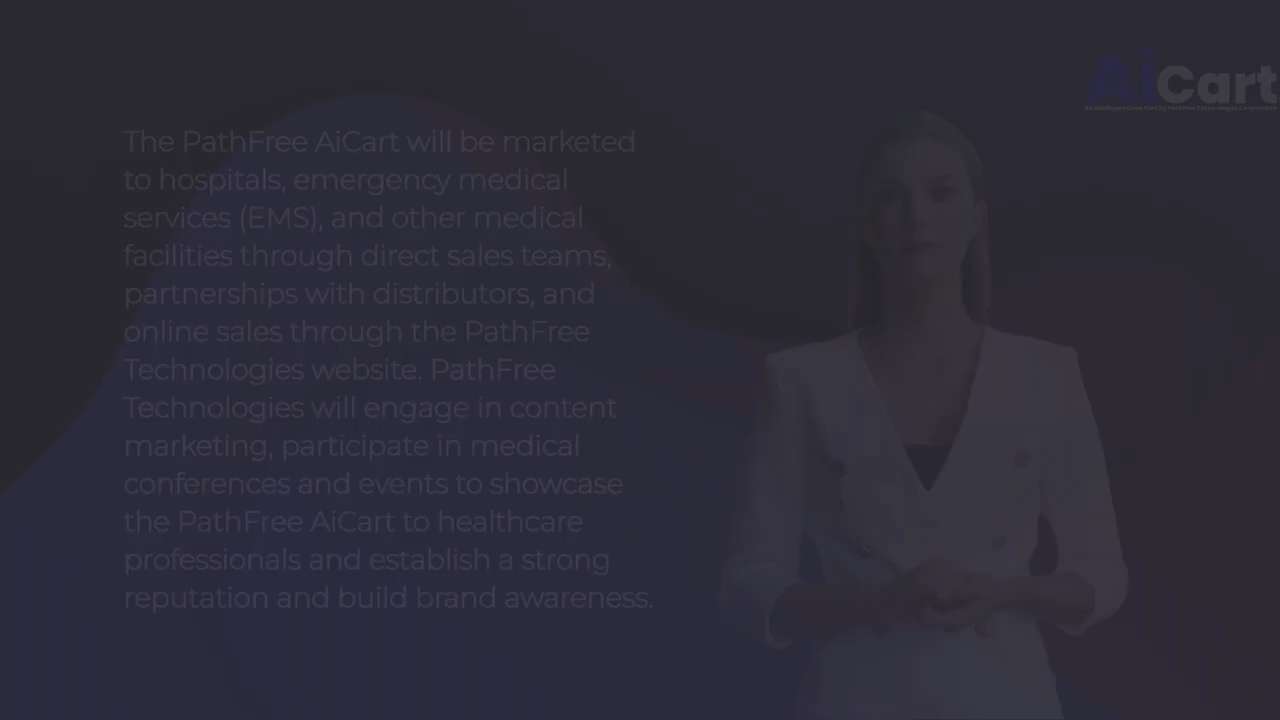 AiCart
The PathFree AiCart will be marketed
to hospitals, emergency medical
services (EMS), and other medical
facilities through direct sales teams,
partnerships with distributors, and
online sales through the PathFree
Technologies website. PathFree
Technologies will engage in content
marketing, participate in medical
conferences and events to showcase
the PathFree AiCart to healthcare
professionals and establish a strong
reputation and build brand awareness.